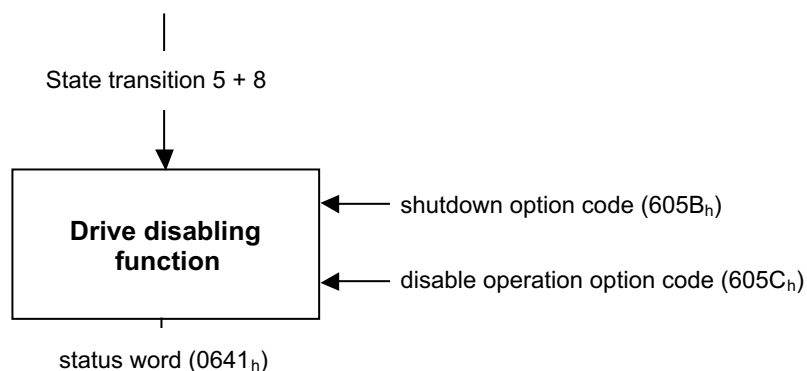 State transition 5 + 8
Drive disabling
function
shutdown option code (605Bₕ)
disable operation option code (605Cₕ)
status word (0641ₕ)